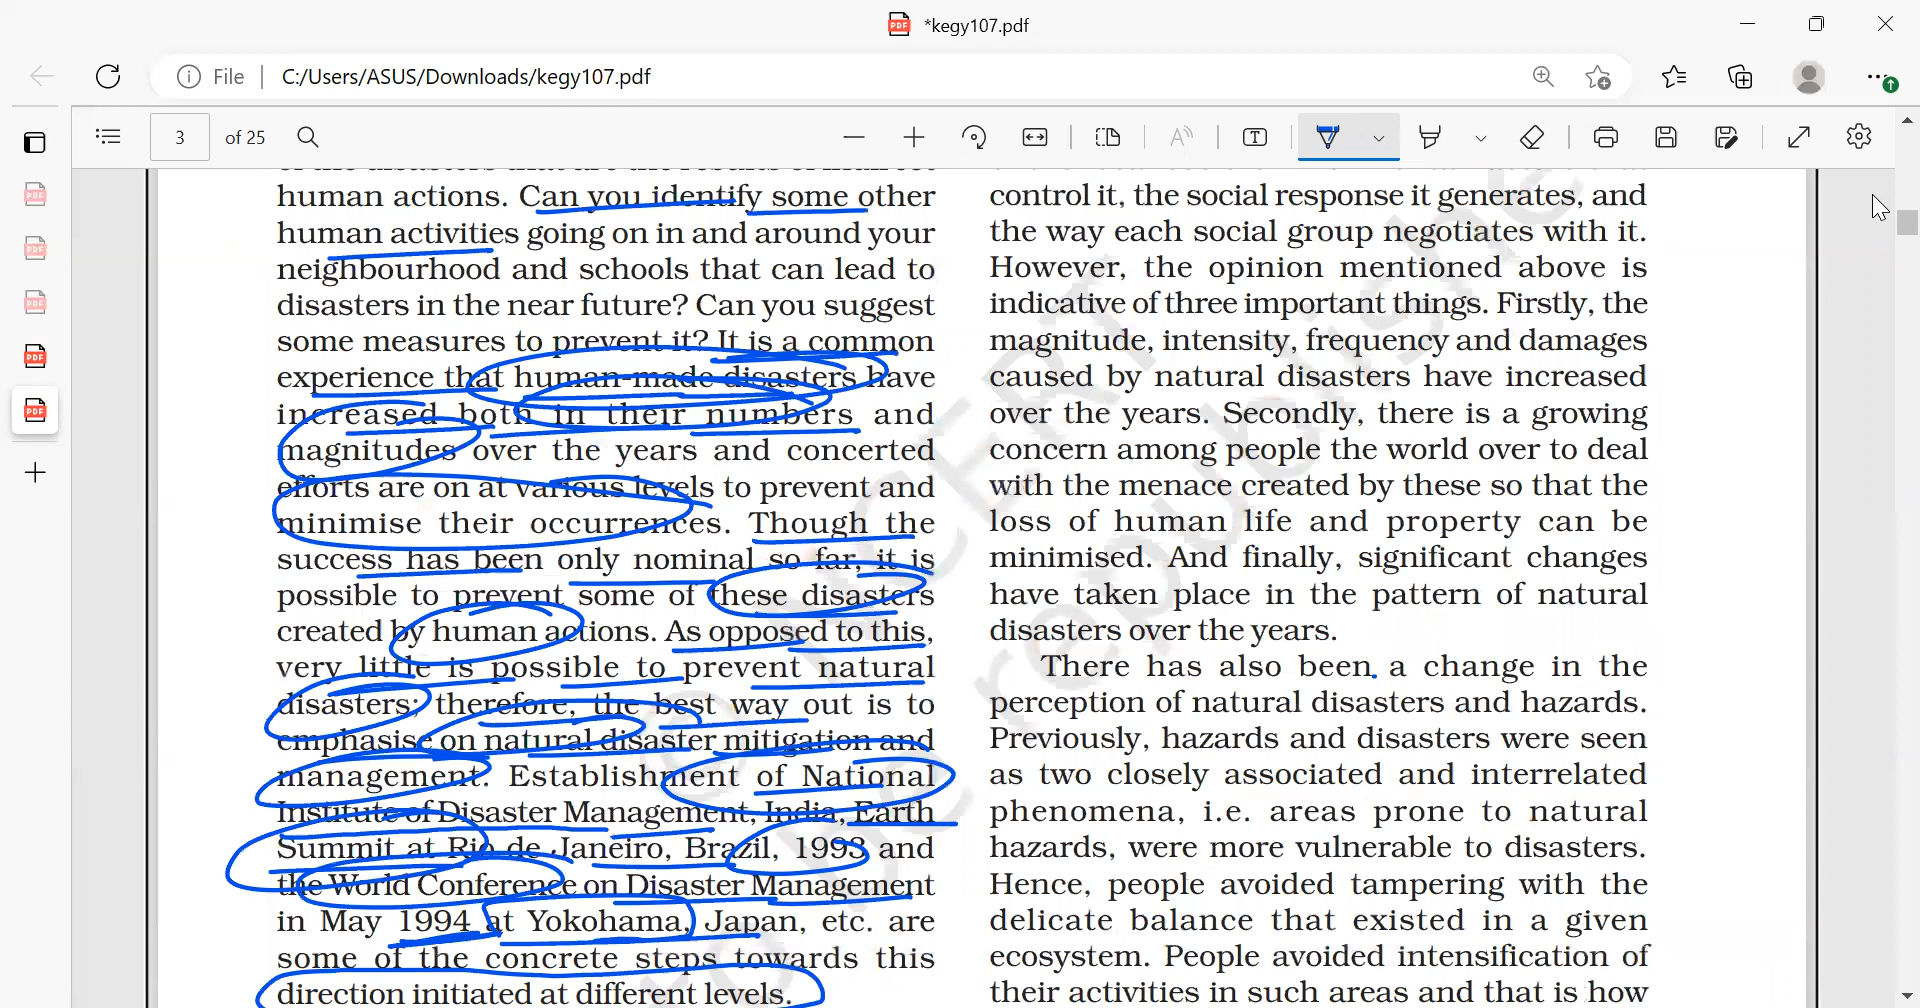 *kegy107.pdf
File
C:/Users/ASUS/Downloads/kegy107.pdf
3
of 25
human actions. Can you identify some other
human activities going on in and around your
neighbourhood and schools that can lead to
disasters in the near future? Can you suggest
some measures to prevent it? It is a common
experience that human-made disasters have
increased both in their numbers and
magnitudes over the years and concerted
efforts are on at various levels to prevent and
minimise their occurrences. Though the
success has been only nominal so far, it is
possible to prevent some of these disasters
created by human actions. As opposed to this,
very little is possible to prevent natural
disasters; therefore, the best way out is to
emphasise on natural disaster mitigation and
management. Establishment of National
Institute of Disaster Management, India, Earth
Summit at Rio de Janeiro, Brazil, 1993 and
the World Conference on Disaster Management
in May 1994 at Yokohama, Japan, etc. are
some of the concrete steps towards this
direction initiated at different levels.
control it, the social response it generates, and
the way each social group negotiates with it.
However, the opinion mentioned above is
indicative of three important things. Firstly, the
magnitude, intensity, frequency and damages
caused by natural disasters have increased
over the years. Secondly, there is a growing
concern among people the world over to deal
with the menace created by these so that the
loss of human life and property can be
minimised. And finally, significant changes
have taken place in the pattern of natural
disasters over the years.
There has also been a change in the
perception of natural disasters and hazards.
Previously, hazards and disasters were seen
as two closely associated and interrelated
phenomena, i.e. areas prone to natural
hazards, were more vulnerable to disasters.
Hence, people avoided tampering with the
delicate balance that existed in a given
ecosystem. People avoided intensification of
their activities in such areas and that is how